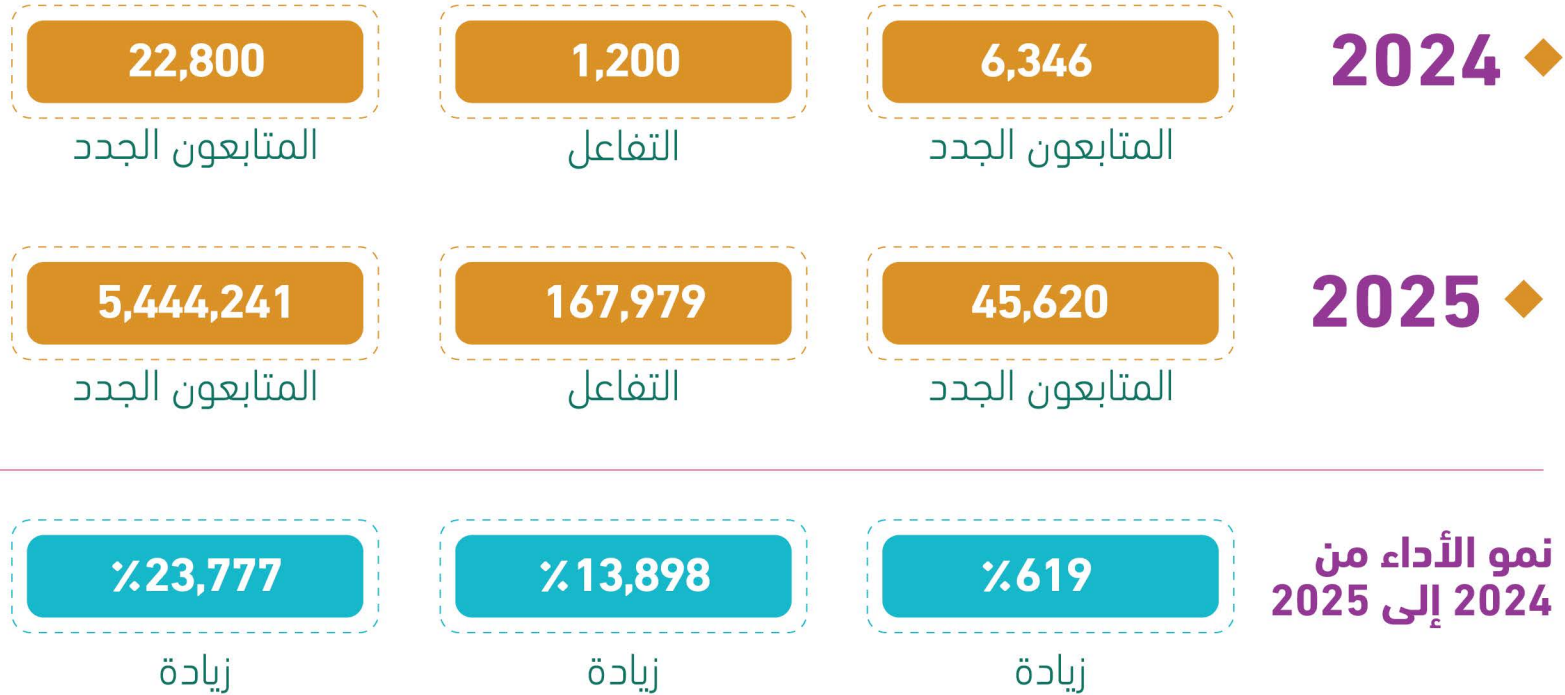 2024
6,346
1,200
22,800
المتابعون الجدد
التفاعل
المتابعون الجدد
2025
45,620
167,979
5,444,241
المتابعون الجدد
التفاعل
المتابعون الجدد
نمو الأداء من
2024 إلى 2025
٪619
٪13,898
٪23,777
زيادة
زيادة
زيادة